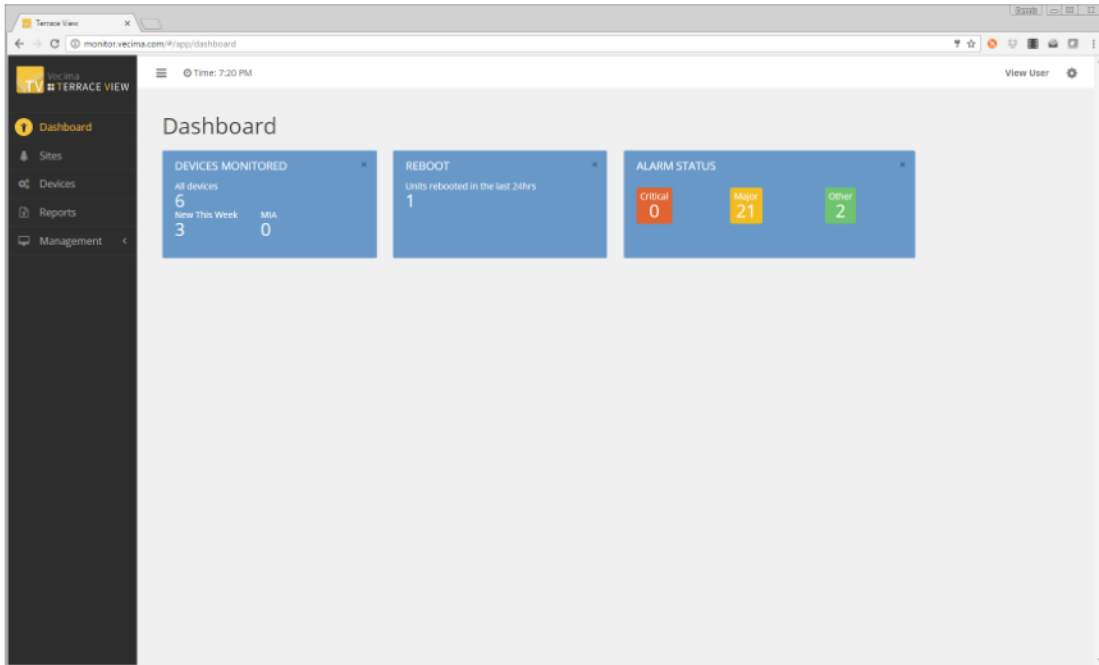 Terrace View
monitor.vecima.com/#/app/dashboard
TV
Vecima
TERRACE VIEW
Time: 7:20 PM
View User
Dashboard
Sites
Devices
Reports
Management
Dashboard
DEVICES MONITORED
All devices
6
New This Week MIA
3 0
REBOOT
Units rebooted in the last 24hrs
1
ALARM STATUS
Critical Major Other
0 21 2